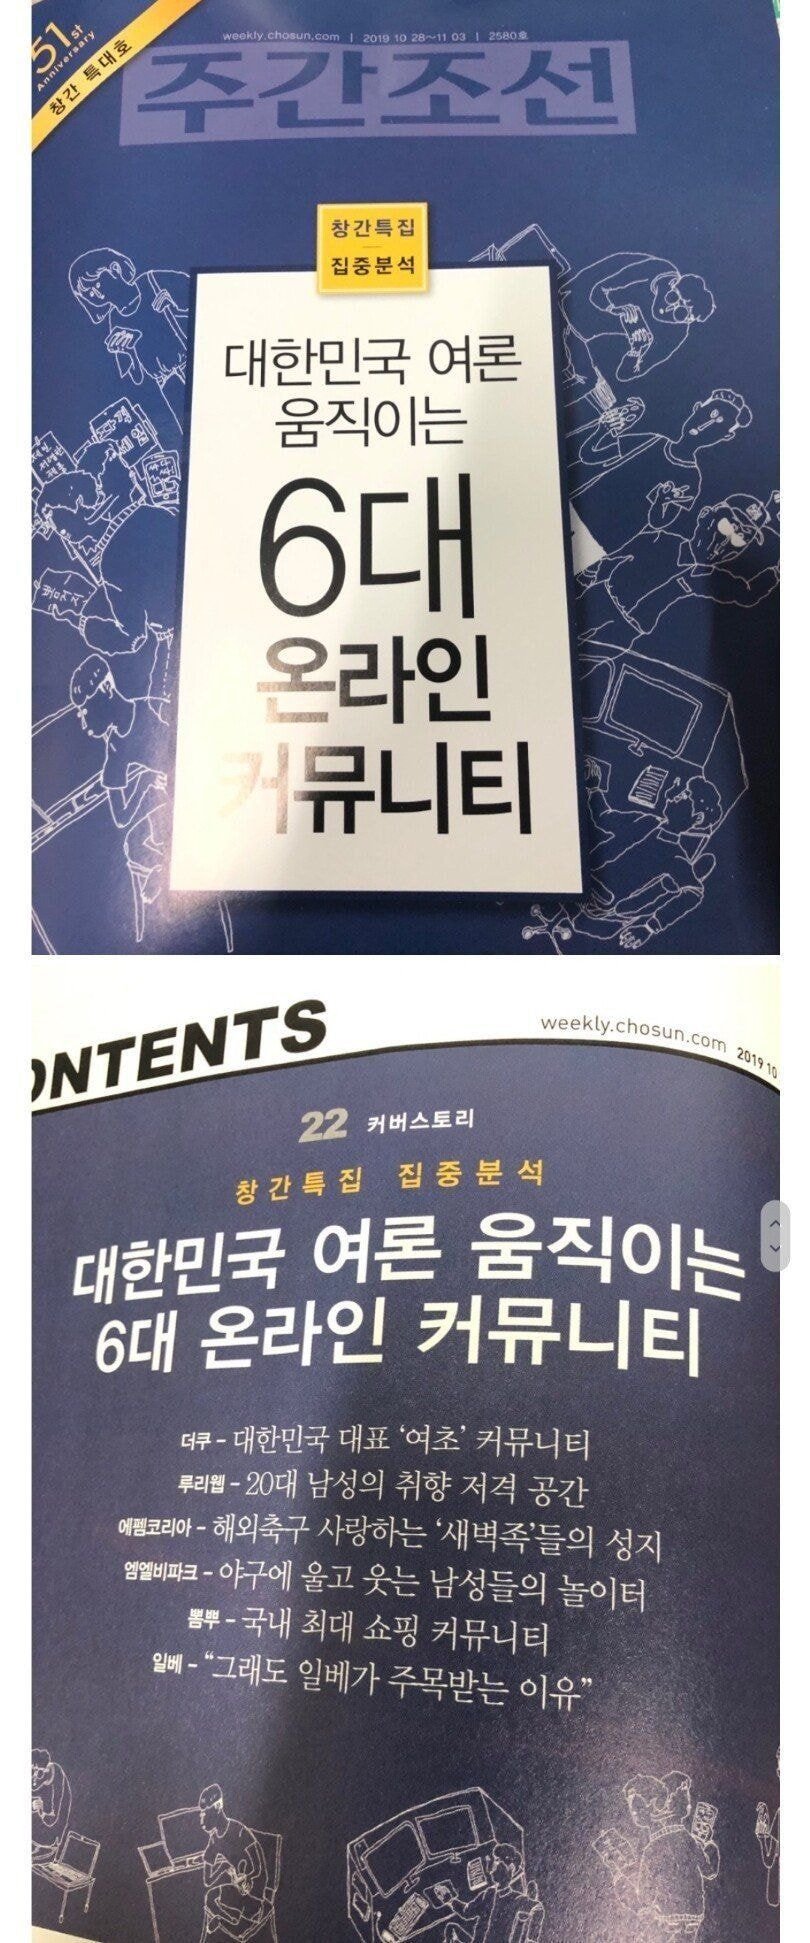 51st
Anniversary
창간 특대호
weekly.chosun.com | 2019 10 28~11 03 | 2580호
주간조선
창간특집
집중분석
대한민국 여론
움직이는
6대
온라인
커뮤니티
ONTENTS
weekly.chosun.com 2019 10
22 커버스토리
창간특집 집중분석
대한민국 여론 움직이는
6대 온라인 커뮤니티
더쿠 - 대한민국 대표 ‘여초’ 커뮤니티
루리웹 - 20대 남성의 취향 저격 공간
에펨코리아 - 해외축구 사랑하는 ‘새벽족’들의 성지
엠엘비파크 - 야구에 울고 웃는 남성들의 놀이터
뽐뿌 - 국내 최대 쇼핑 커뮤니티
일베 - “그래도 일베가 주목받는 이유”